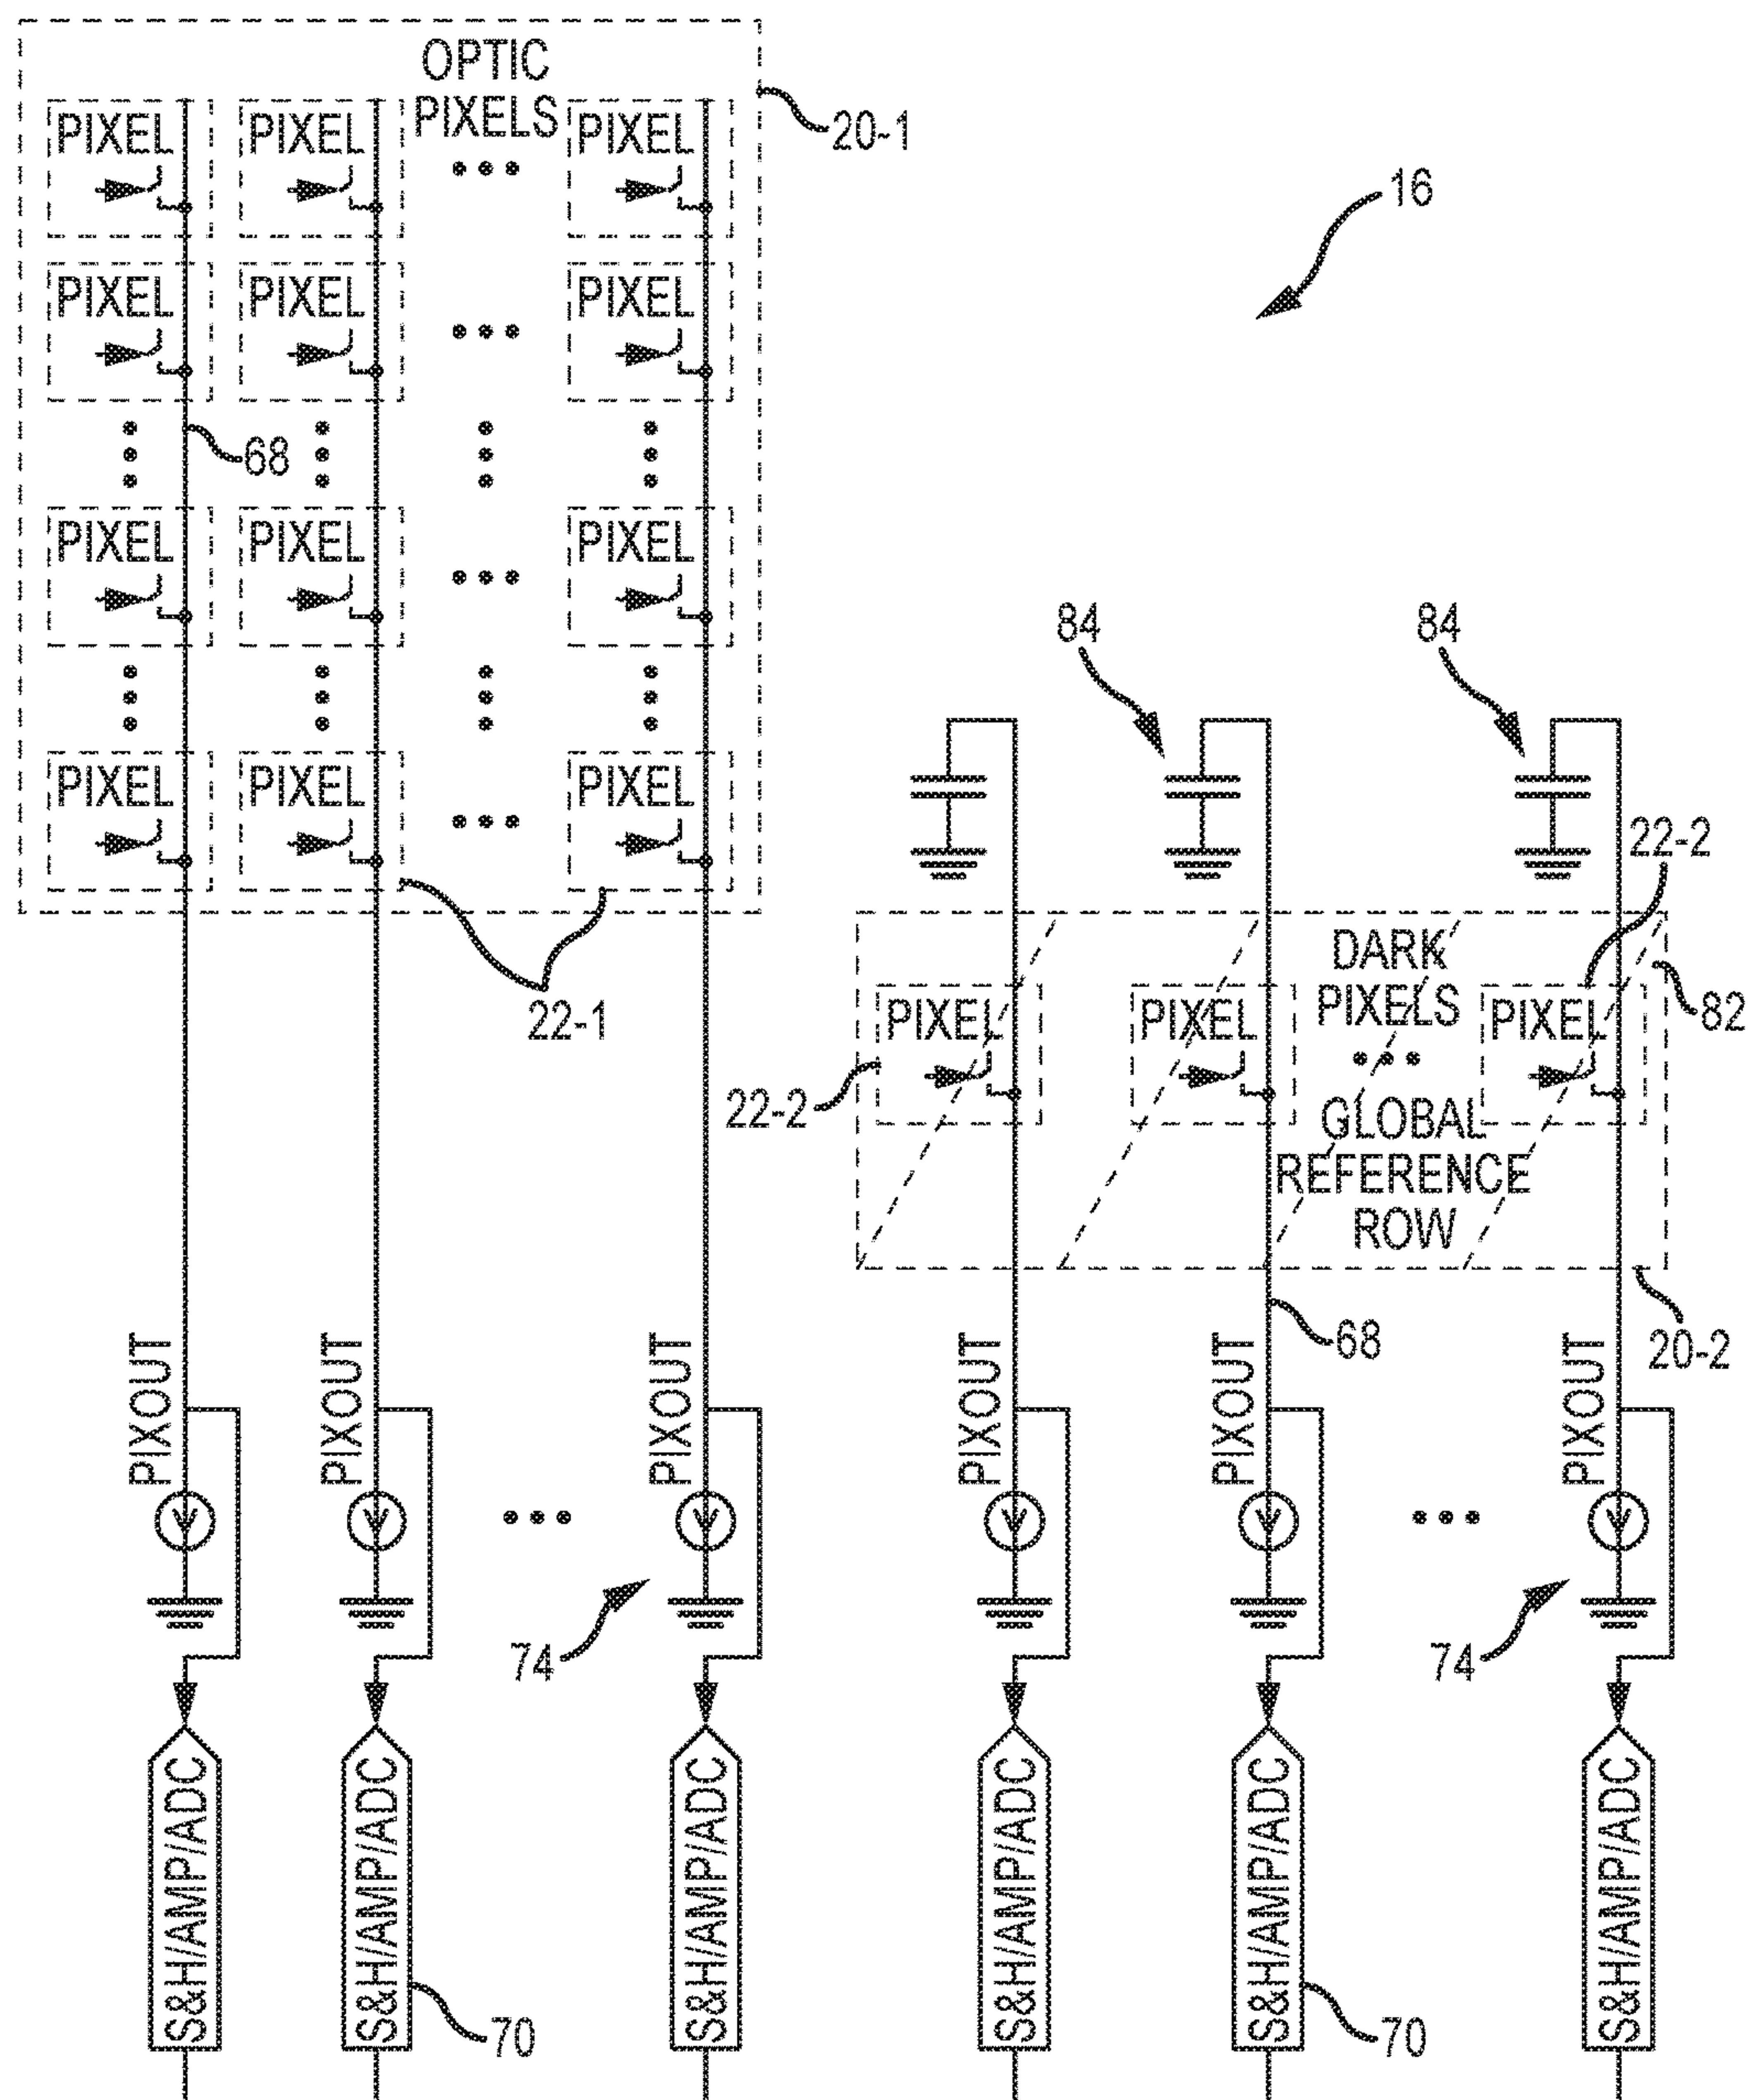 OPTIC
PIXELS
20-1
PIXEL PIXEL PIXEL
16
PIXEL PIXEL PIXEL
68
PIXEL PIXEL PIXEL
84 84
PIXEL PIXEL PIXEL
22-2
22-1
DARK
PIXELS
PIXEL PIXEL PIXEL
82
22-2
GLOBAL
REFERENCE
ROW
68
20-2
PIXOUT PIXOUT PIXOUT PIXOUT PIXOUT PIXOUT
74 74
S&H/AMP/ADC S&H/AMP/ADC S&H/AMP/ADC S&H/AMP/ADC S&H/AMP/ADC S&H/AMP/ADC
70 70